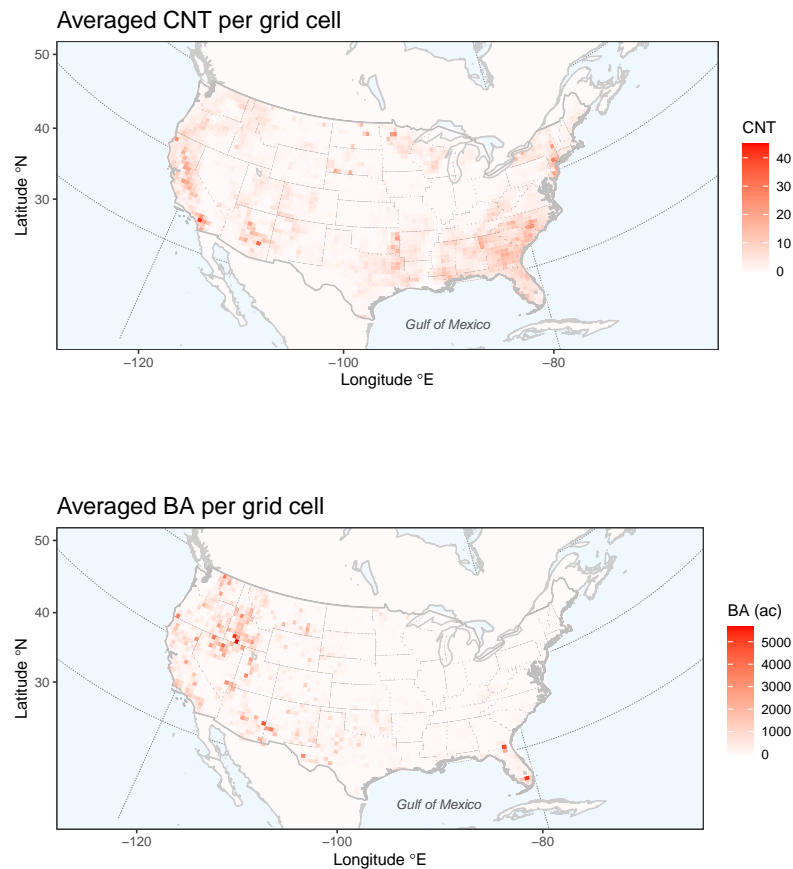 Averaged CNT per grid cell
50
40
30
Latitude °N
Gulf of Mexico
−120
−100
−80
Longitude °E
CNT
40
30
20
10
0
Averaged BA per grid cell
50
40
30
Latitude °N
Gulf of Mexico
−120
−100
−80
Longitude °E
BA (ac)
5000
4000
3000
2000
1000
0